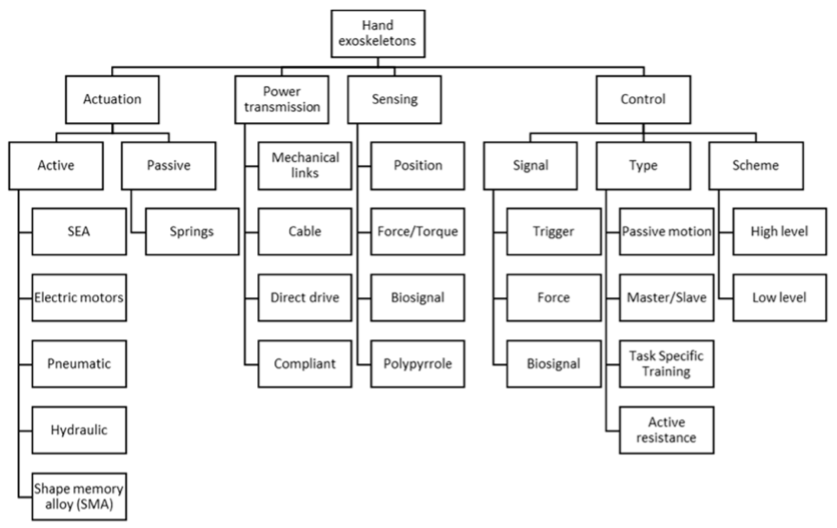 Hand
exoskeletons
Actuation
Power
transmission
Sensing
Control
Active
Passive
Mechanical
links
Position
Signal
Type
Scheme
SEA
Springs
Cable
Force/Torque
Trigger
Passive motion
High level
Electric motors
Direct drive
Biosignal
Force
Master/Slave
Low level
Pneumatic
Compliant
Polypyrrole
Biosignal
Task Specific
Training
Hydraulic
Active
resistance
Shape memory
alloy (SMA)